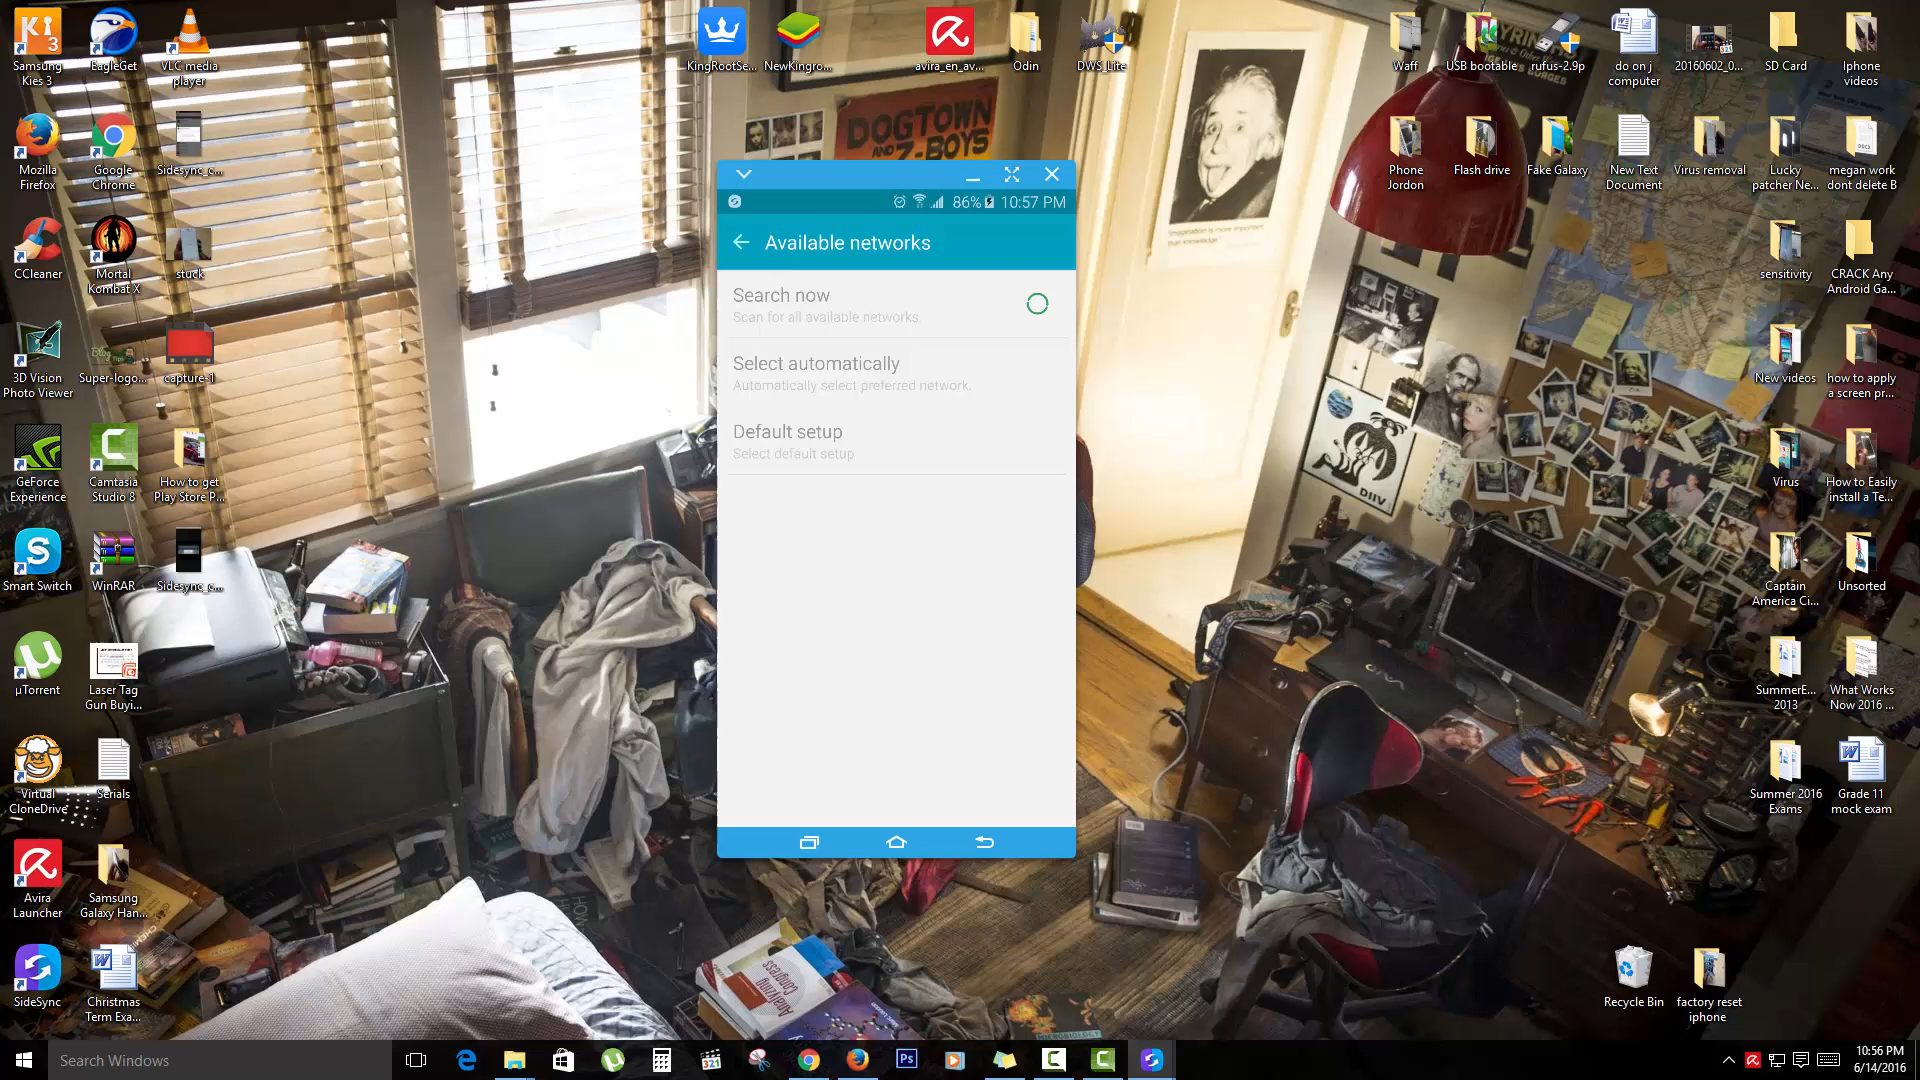 Samsung
Kies 3
EagleGet
VLC media
player
KingRootSe...
NewKingro...
avira_en_av...
Odin
DWS_Lite
Waff
USB bootable
rufus-2.9p
do on j
computer
20160602_0...
SD Card
Iphone
videos
Mozilla
Firefox
Google
Chrome
Sidesync_c...
Phone
Jordon
Flash drive
Fake Galaxy
New Text
Document
Virus removal
Lucky
patcher Ne...
megan work
dont delete B
CCleaner
Mortal
Kombat X
stuck
sensitivity
CRACK Any
Android Ga...
3D Vision
Photo Viewer
Super-logo...
capture-1
New videos
how to apply
a screen pr...
GeForce
Experience
Camtasia
Studio 8
How to get
Play Store P...
Virus
How to Easily
install a Te...
Smart Switch
WinRAR
Sidesync_c...
Captain
America Ci...
Unsorted
µTorrent
Laser Tag
Gun Buyi...
SummerE...
2013
What Works
Now 2016 ...
Virtual
CloneDrive
Serials
Summer 2016
Exams
Grade 11
mock exam
Avira
Launcher
Samsung
Galaxy Han...
SideSync
Christmas
Term Exa...
Recycle Bin
factory reset
iphone
DOGTOWN
AND Z-BOYS
DIIV
86% 10:57 PM
Available networks
Search now
Scan for all available networks.
Select automatically
Automatically select preferred network.
Default setup
Select default setup
Analyzing
Congress
MICROBIOLOGY
Search Windows
10:56 PM
6/14/2016